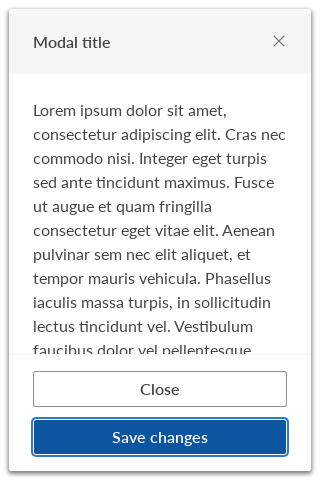 Modal title
Lorem ipsum dolor sit amet,
consectetur adipiscing elit. Cras nec
commodo nisi. Integer eget turpis
sed ante tincidunt maximus. Fusce
ut augue et quam fringilla
consectetur eget vitae elit. Aenean
pulvinar sem nec elit aliquet, et
tempor mauris vehicula. Phasellus
iaculis massa turpis, in sollicitudin
lectus tincidunt vel. Vestibulum
faucibus dolor vel pellentesque
Close
Save changes